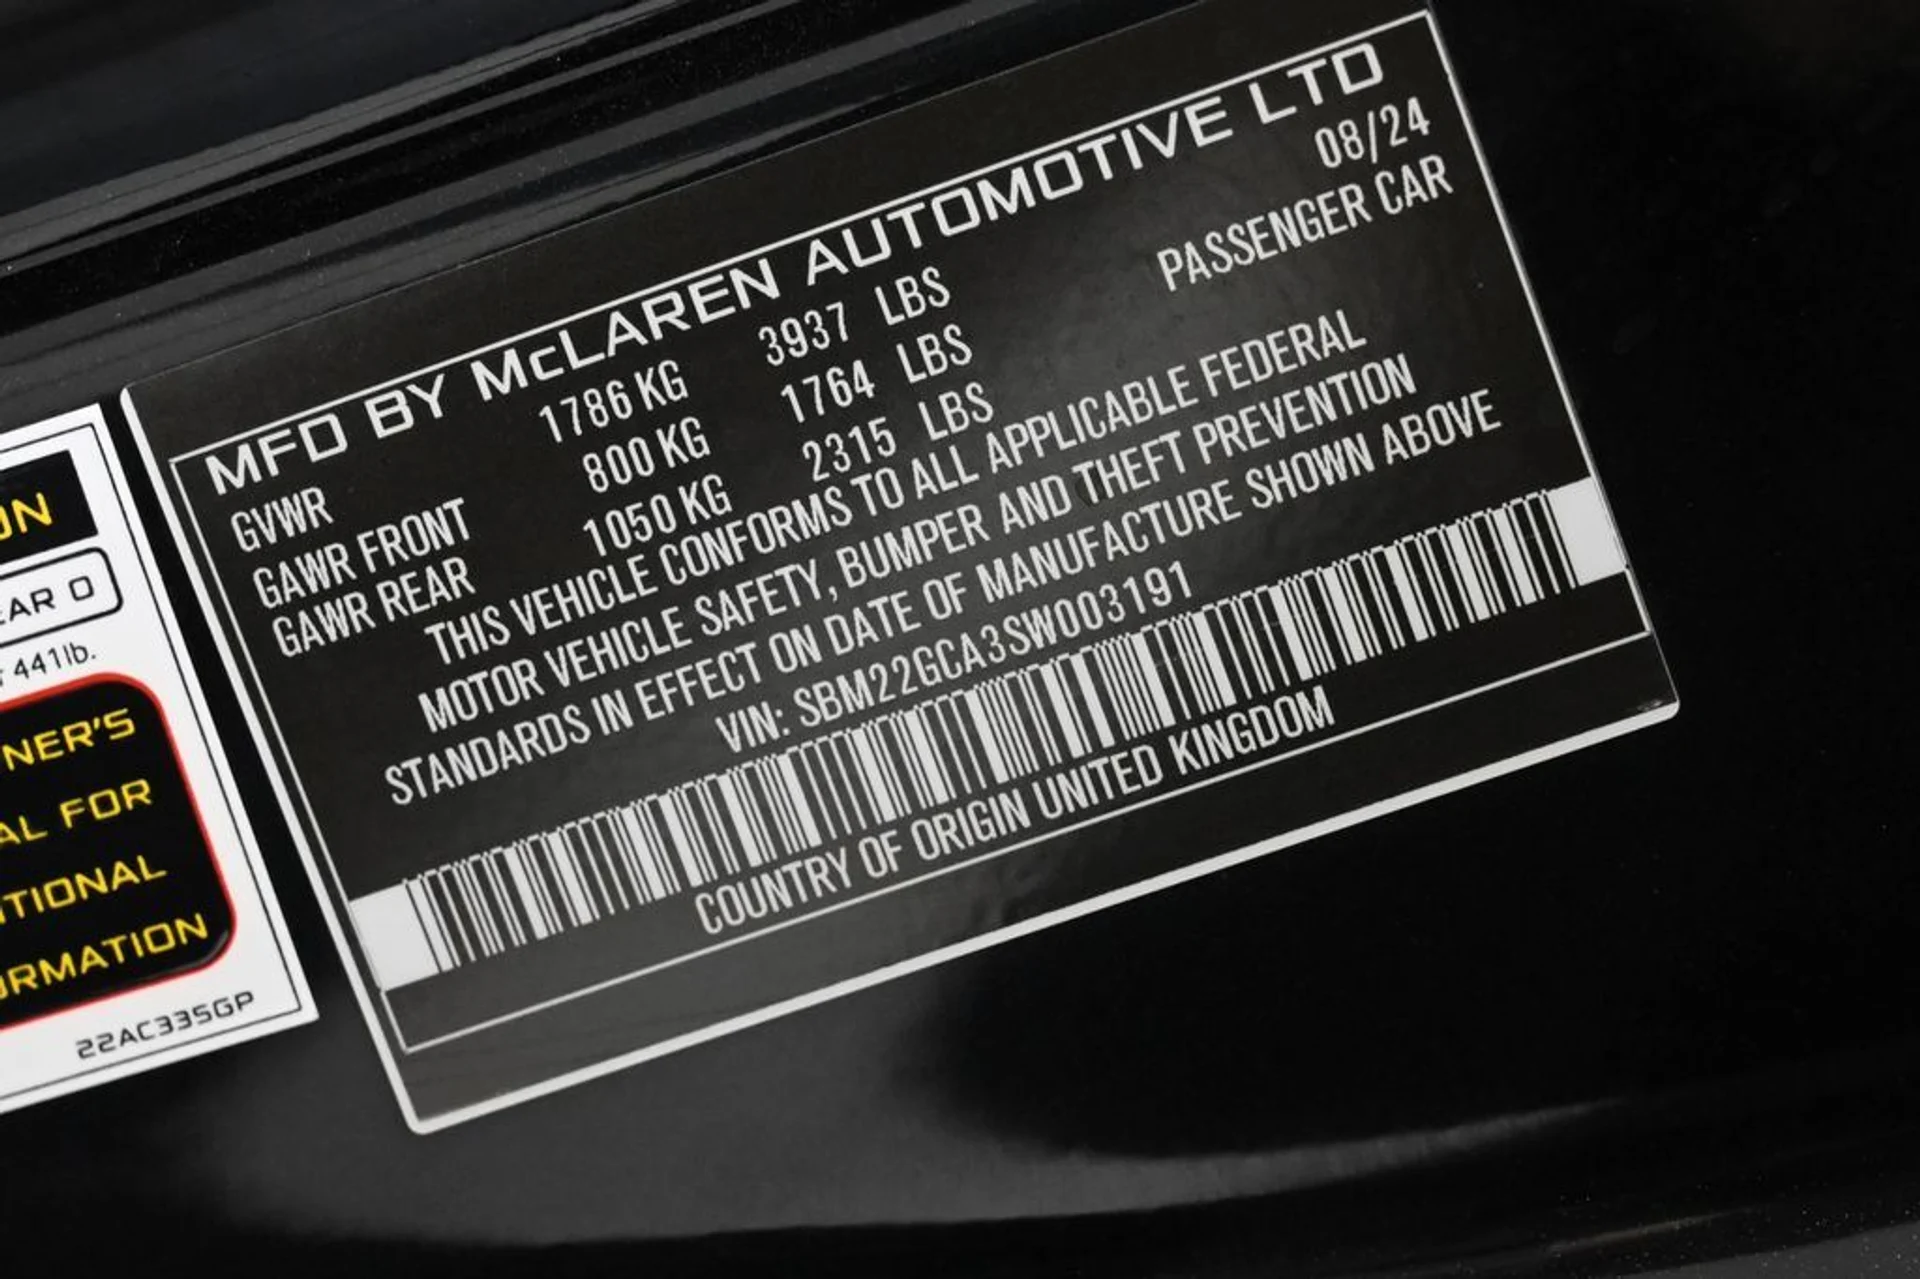 MFD BY McLAREN AUTOMOTIVE LTD
08/24
GVWR 1786 KG 3937 LBS PASSENGER CAR
GAWR FRONT 800 KG 1764 LBS
GAWR REAR 1050 KG 2315 LBS
THIS VEHICLE CONFORMS TO ALL APPLICABLE FEDERAL
MOTOR VEHICLE SAFETY, BUMPER AND THEFT PREVENTION
STANDARDS IN EFFECT ON DATE OF MANUFACTURE SHOWN ABOVE
VIN: SBM22GCA3SW003191
COUNTRY OF ORIGIN UNITED KINGDOM
ON
EAR 0
441lb.
NER'S
AL FOR
TIONAL
ORMATION
22AC335GP